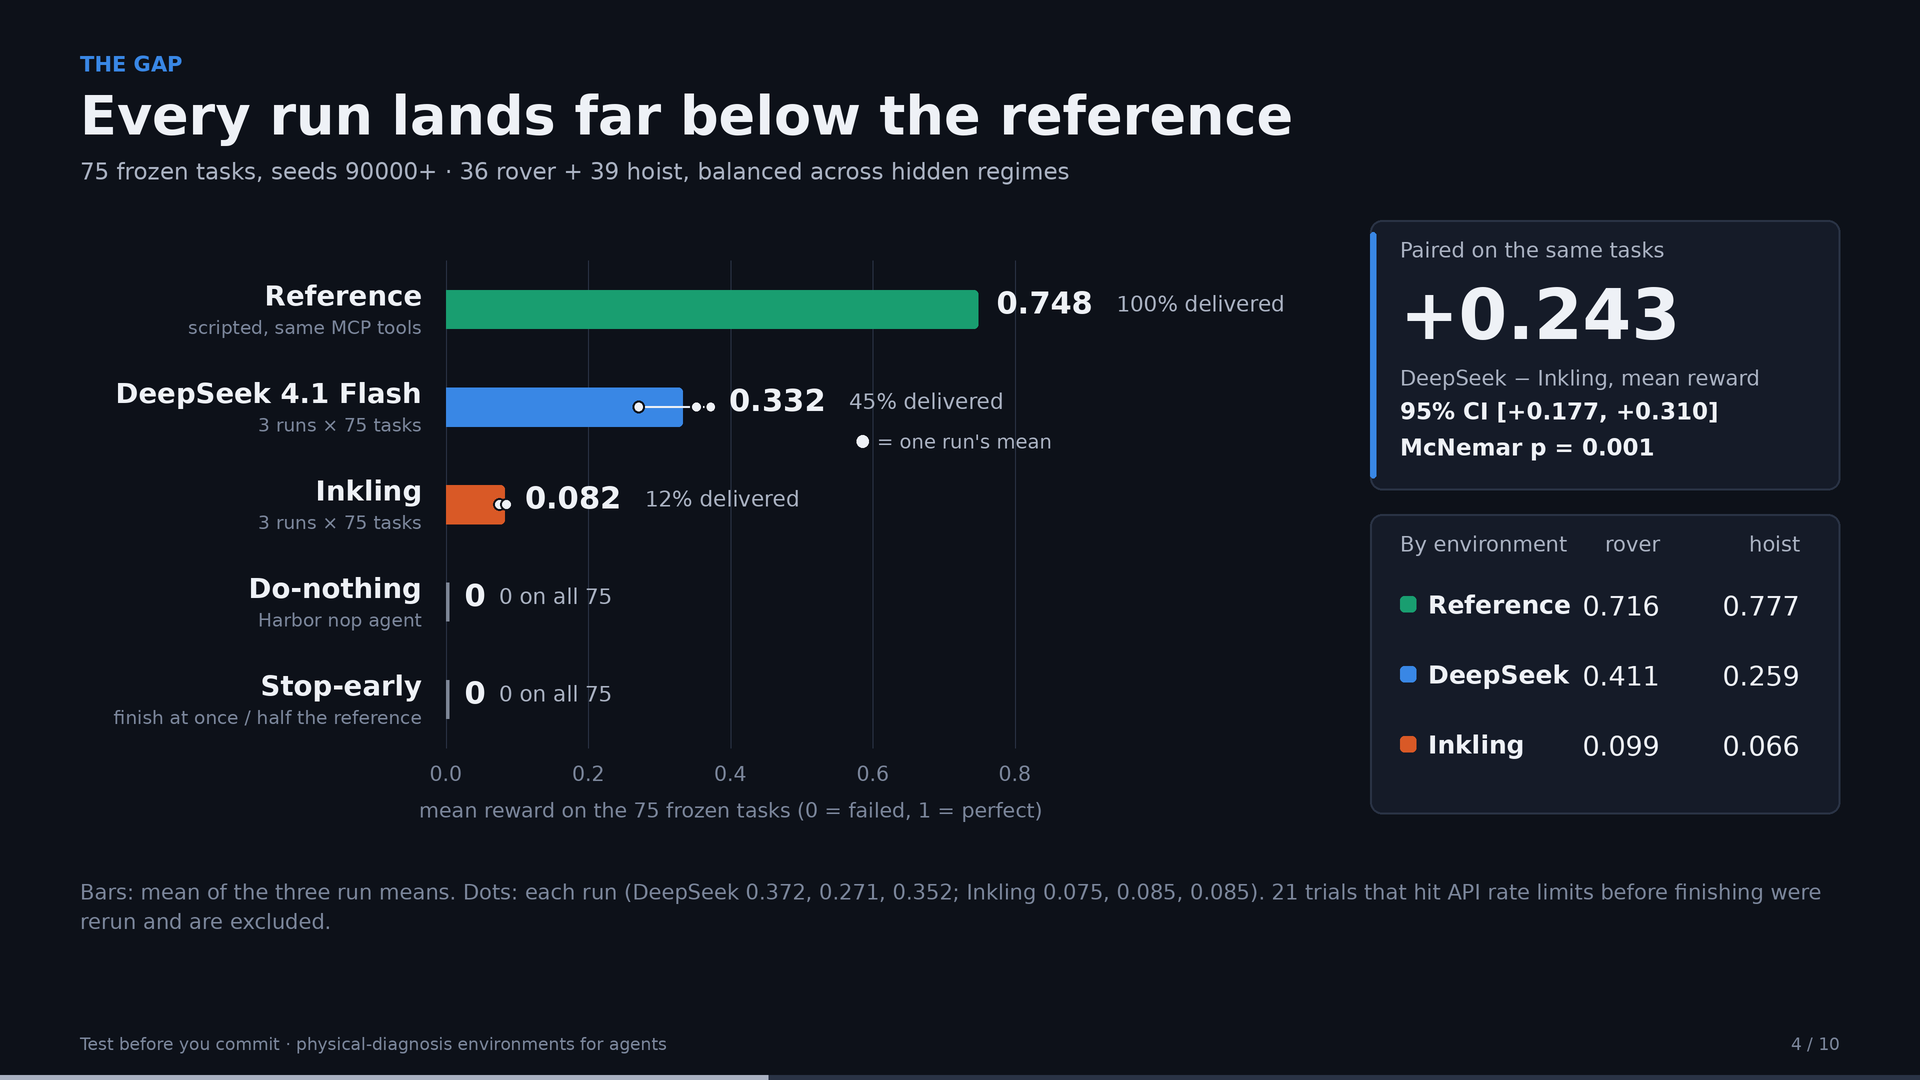 THE GAP
Every run lands far below the reference
75 frozen tasks, seeds 90000+ · 36 rover + 39 hoist, balanced across hidden regimes
Reference
scripted, same MCP tools
0.748 100% delivered
DeepSeek 4.1 Flash
3 runs × 75 tasks
0.332 45% delivered
= one run's mean
Inkling
3 runs × 75 tasks
0.082 12% delivered
Do-nothing
Harbor nop agent
0 0 on all 75
Stop-early
finish at once / half the reference
0 0 on all 75
0.0 0.2 0.4 0.6 0.8
mean reward on the 75 frozen tasks (0 = failed, 1 = perfect)
Paired on the same tasks
+0.243
DeepSeek − Inkling, mean reward
95% CI [+0.177, +0.310]
McNemar p = 0.001
By environment rover hoist
Reference 0.716 0.777
DeepSeek 0.411 0.259
Inkling 0.099 0.066
Bars: mean of the three run means. Dots: each run (DeepSeek 0.372, 0.271, 0.352; Inkling 0.075, 0.085, 0.085). 21 trials that hit API rate limits before finishing were
rerun and are excluded.
Test before you commit · physical-diagnosis environments for agents
4 / 10